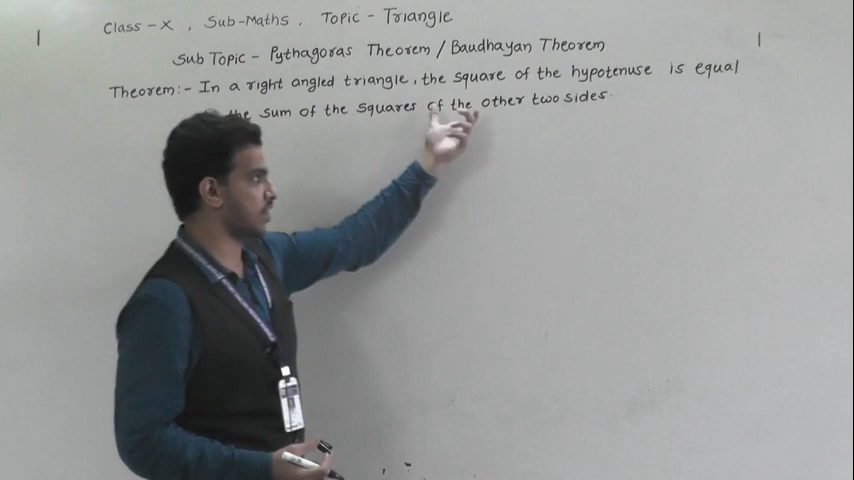 Class - X , Sub - Maths , Topic - Triangle
Sub Topic - Pythagoras Theorem / Baudhayan Theorem
Theorem:- In a right angled triangle, the square of the hypotenuse is equal
the sum of the squares of the other two sides.